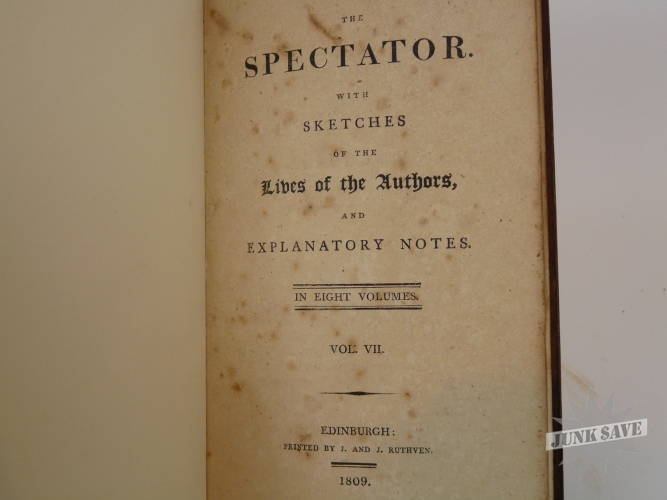 THE
SPECTATOR.
WITH
SKETCHES
OF THE
Lives of the Authors,
AND
EXPLANATORY NOTES.
IN EIGHT VOLUMES.
VOL. VII.
EDINBURGH:
PRINTED BY J. AND J. RUTHVEN.
1809.
JUNK SAVE